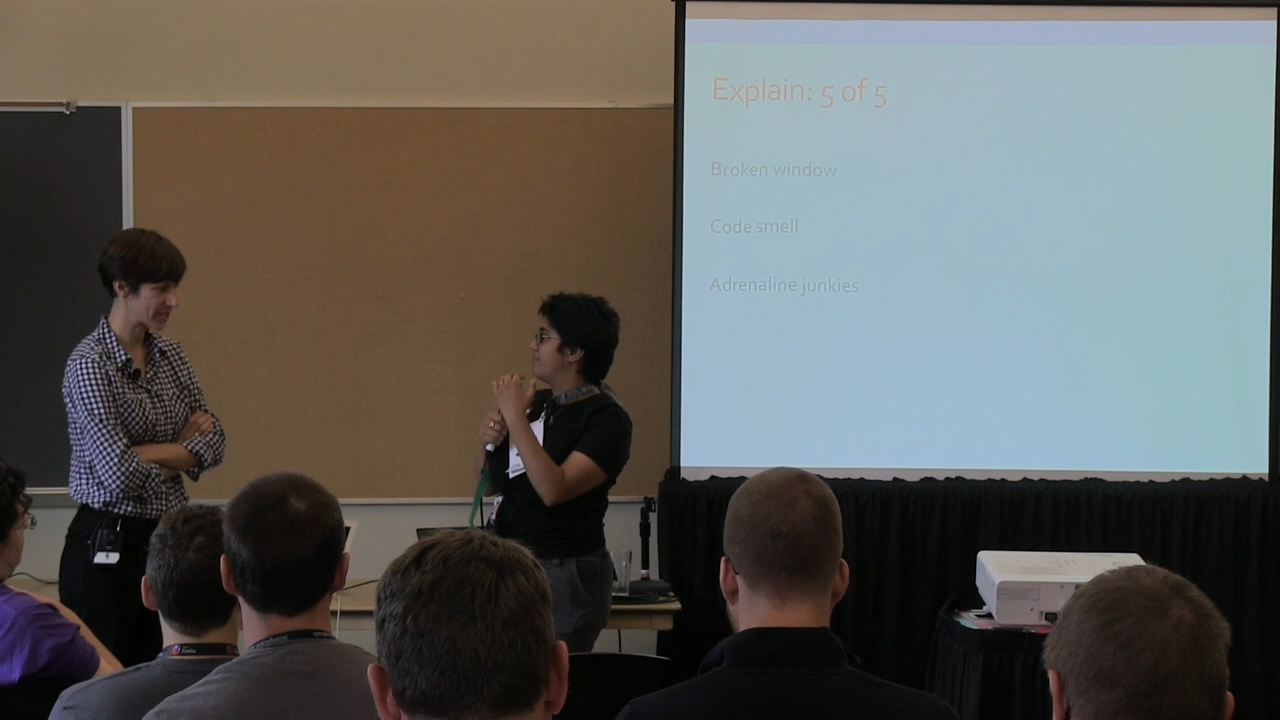 Explain: 5 of 5
Broken window
Code smell
Adrenaline junkies